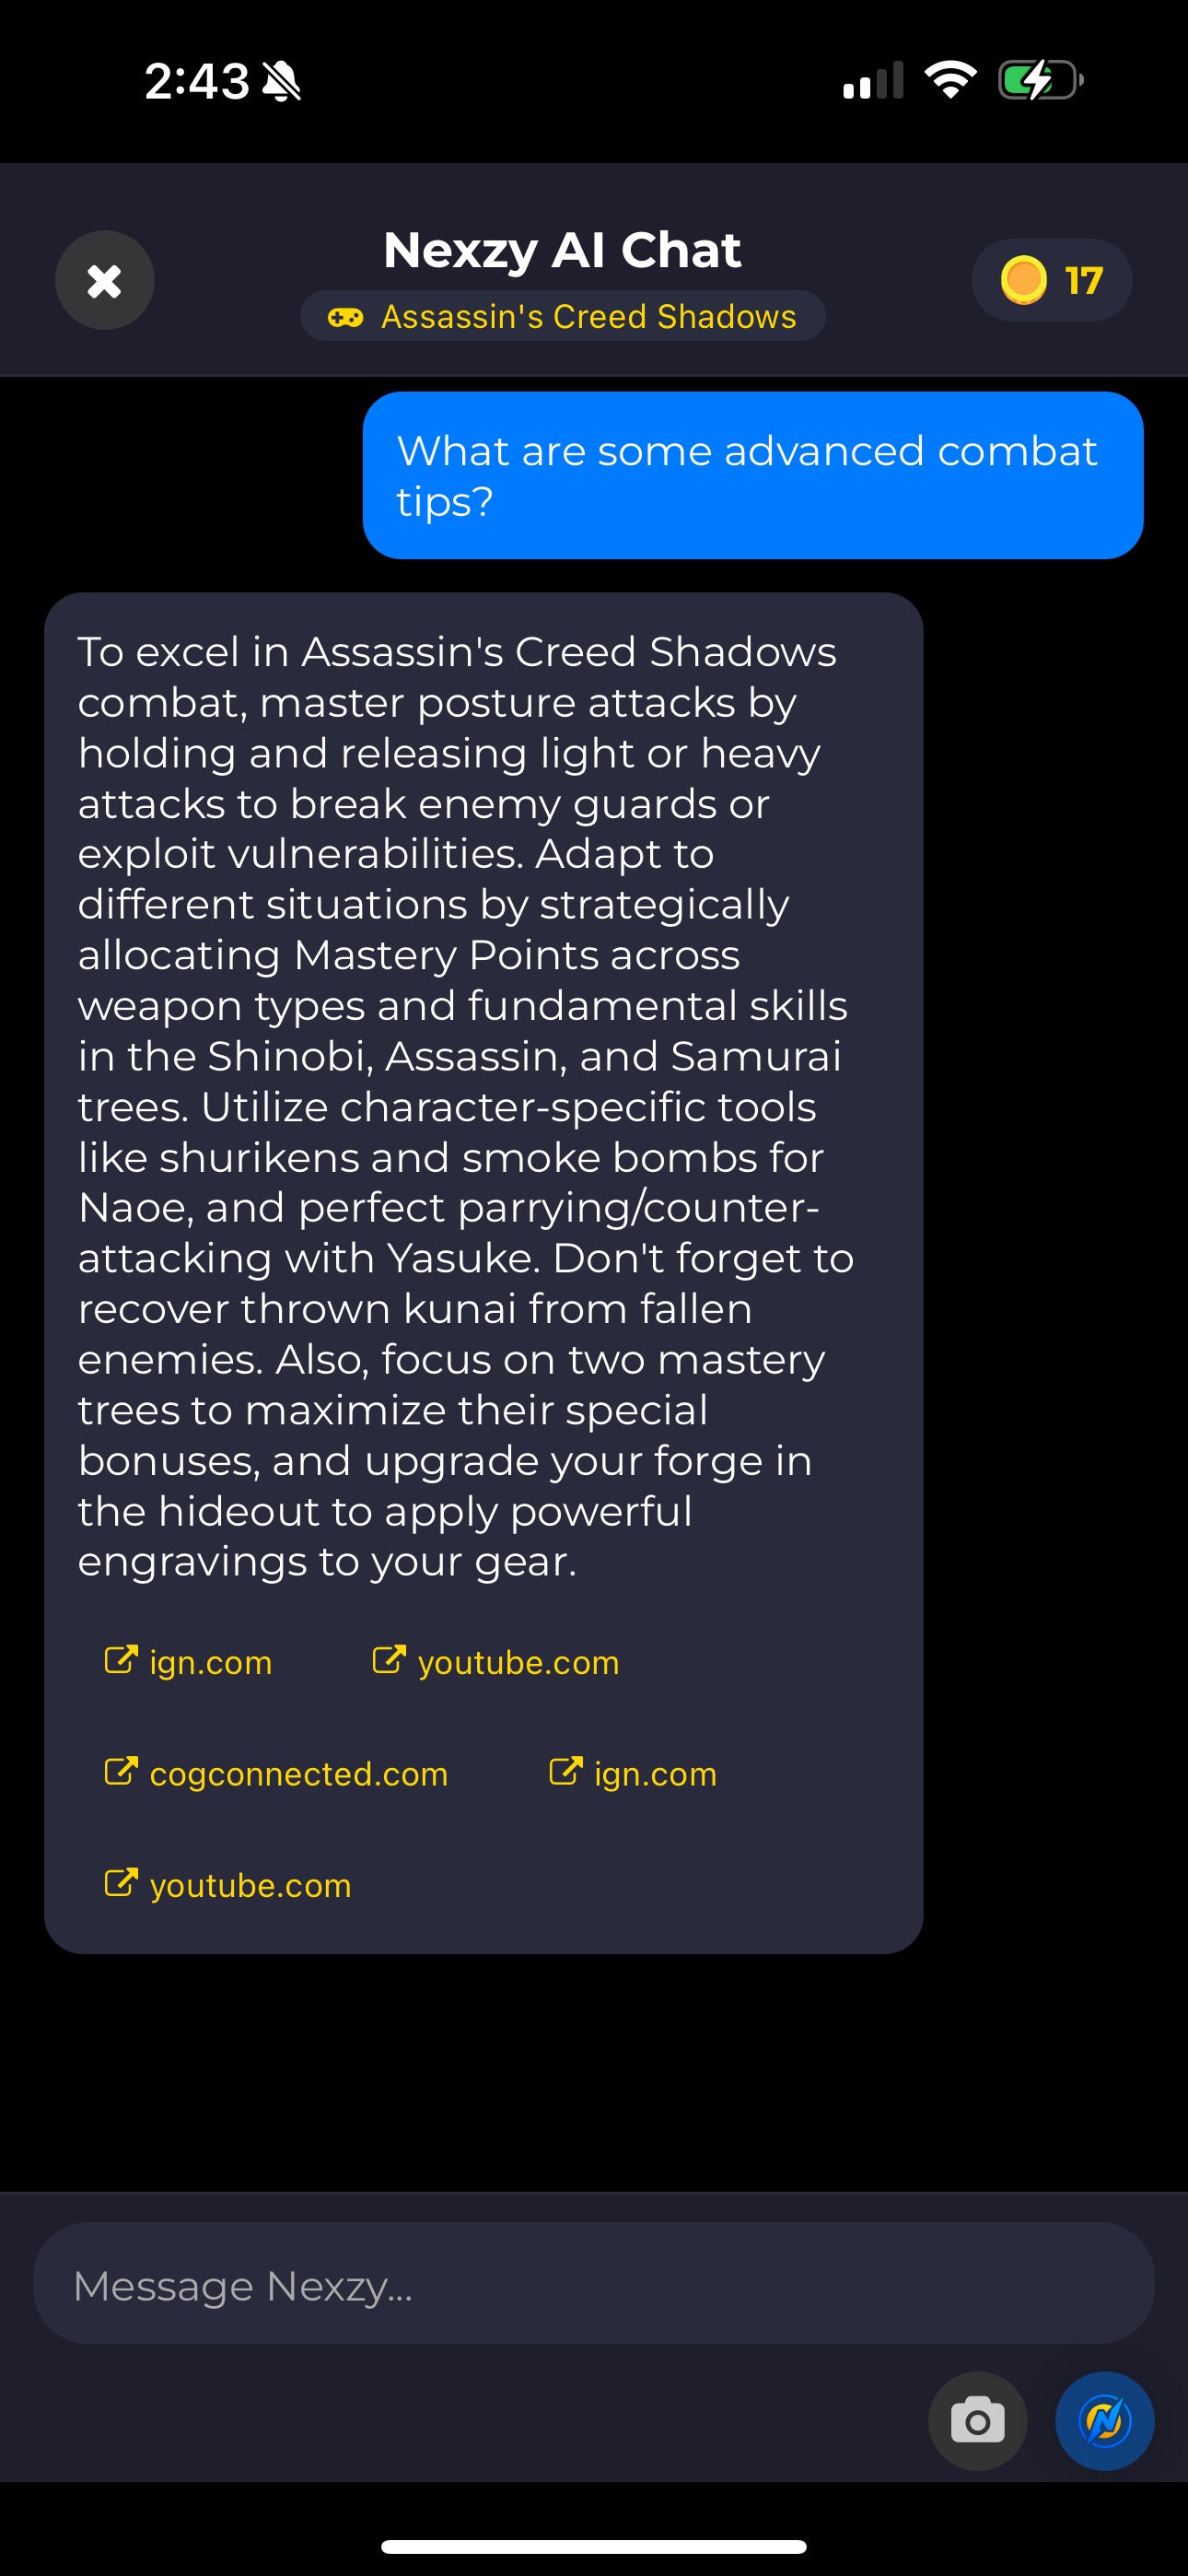 2:43
Nexzy AI Chat
Assassin's Creed Shadows
17
What are some advanced combat
tips?
To excel in Assassin's Creed Shadows
combat, master posture attacks by
holding and releasing light or heavy
attacks to break enemy guards or
exploit vulnerabilities. Adapt to
different situations by strategically
allocating Mastery Points across
weapon types and fundamental skills
in the Shinobi, Assassin, and Samurai
trees. Utilize character-specific tools
like shurikens and smoke bombs for
Naoe, and perfect parrying/counter-
attacking with Yasuke. Don't forget to
recover thrown kunai from fallen
enemies. Also, focus on two mastery
trees to maximize their special
bonuses, and upgrade your forge in
the hideout to apply powerful
engravings to your gear.
ign.com youtube.com
cogconnected.com ign.com
youtube.com
Message Nexzy...